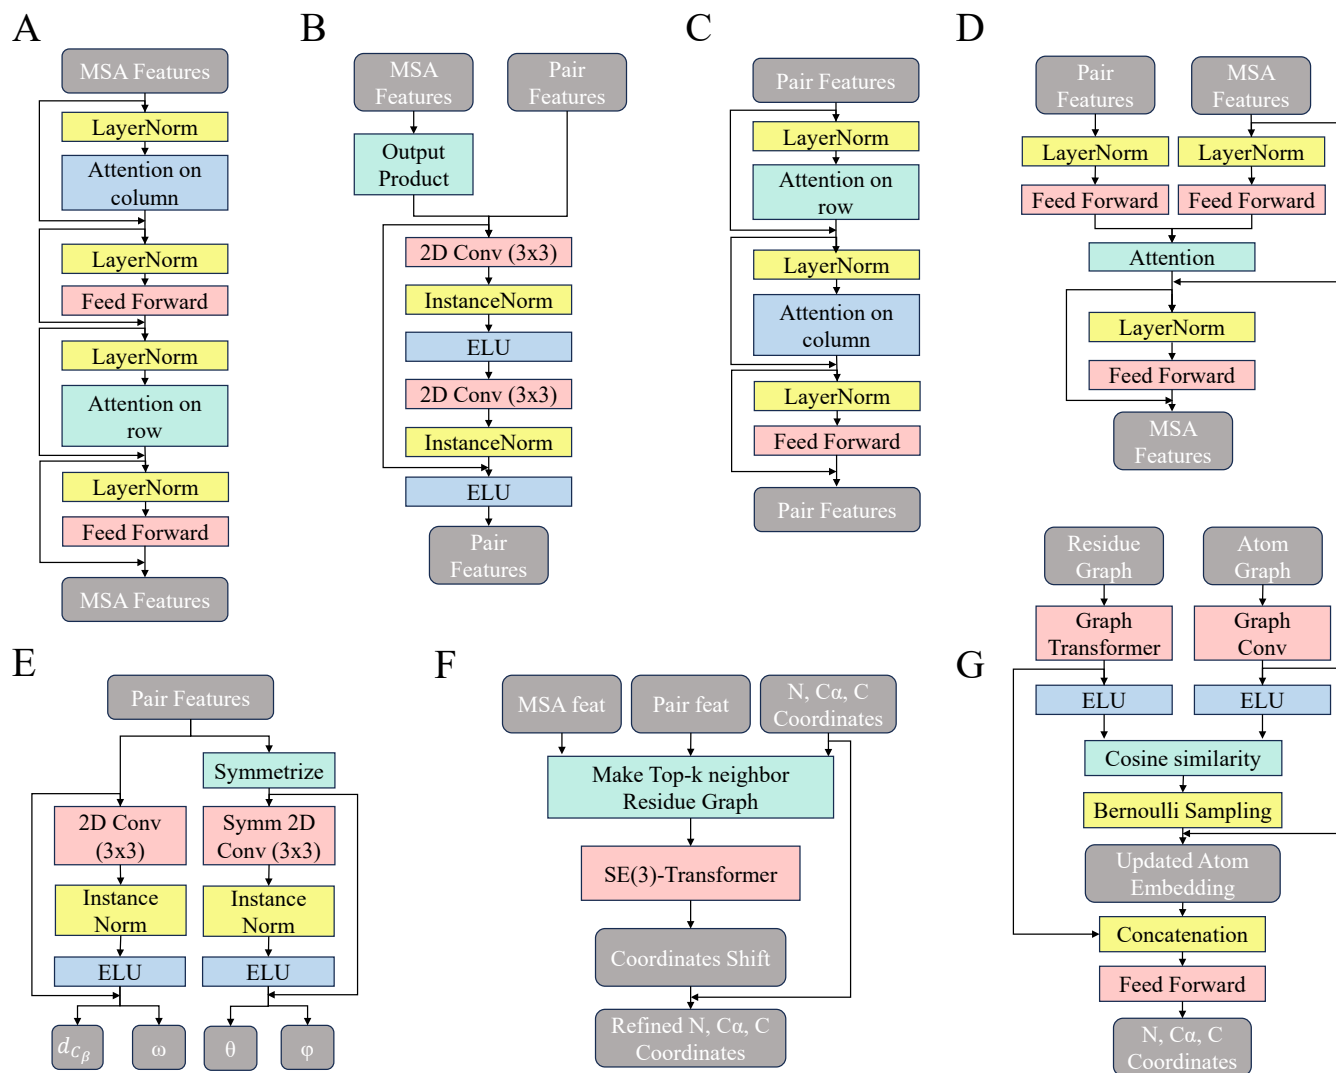 A
MSA Features
LayerNorm
Attention on
column
LayerNorm
Feed Forward
LayerNorm
Attention on
row
LayerNorm
Feed Forward
MSA Features
B
MSA
Features
Pair
Features
Output
Product
2D Conv (3x3)
InstanceNorm
ELU
2D Conv (3x3)
InstanceNorm
ELU
Pair
Features
C
Pair Features
LayerNorm
Attention on
row
LayerNorm
Attention on
column
LayerNorm
Feed Forward
Pair Features
D
Pair
Features
MSA
Features
LayerNorm
LayerNorm
Feed Forward
Feed Forward
Attention
LayerNorm
Feed Forward
MSA
Features
E
Pair Features
Symmetrize
2D Conv
(3x3)
Symm 2D
Conv (3x3)
Instance
Norm
Instance
Norm
ELU
ELU
d_{C_β}
ω
θ
φ
F
MSA feat
Pair feat
N, Cα, C
Coordinates
Make Top-k neighbor
Residue Graph
SE(3)-Transformer
Coordinates Shift
Refined N, Cα, C
Coordinates
G
Residue
Graph
Atom
Graph
Graph
Transformer
Graph
Conv
ELU
ELU
Cosine similarity
Bernoulli Sampling
Updated Atom
Embedding
Concatenation
Feed Forward
N, Cα, C
Coordinates